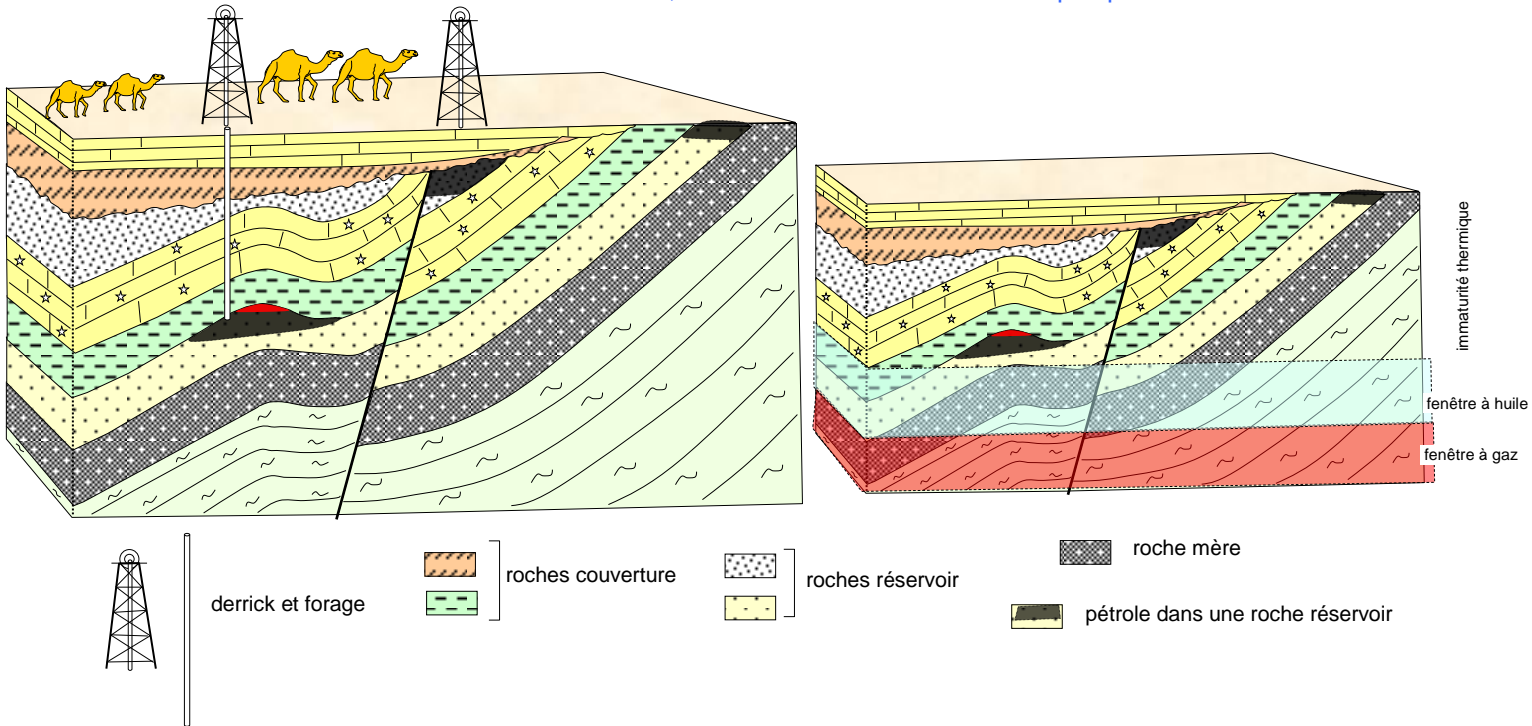 immaturité thermique
fenêtre à huile
fenêtre à gaz
derrick et forage
roches couverture
roches réservoir
roche mère
pétrole dans une roche réservoir